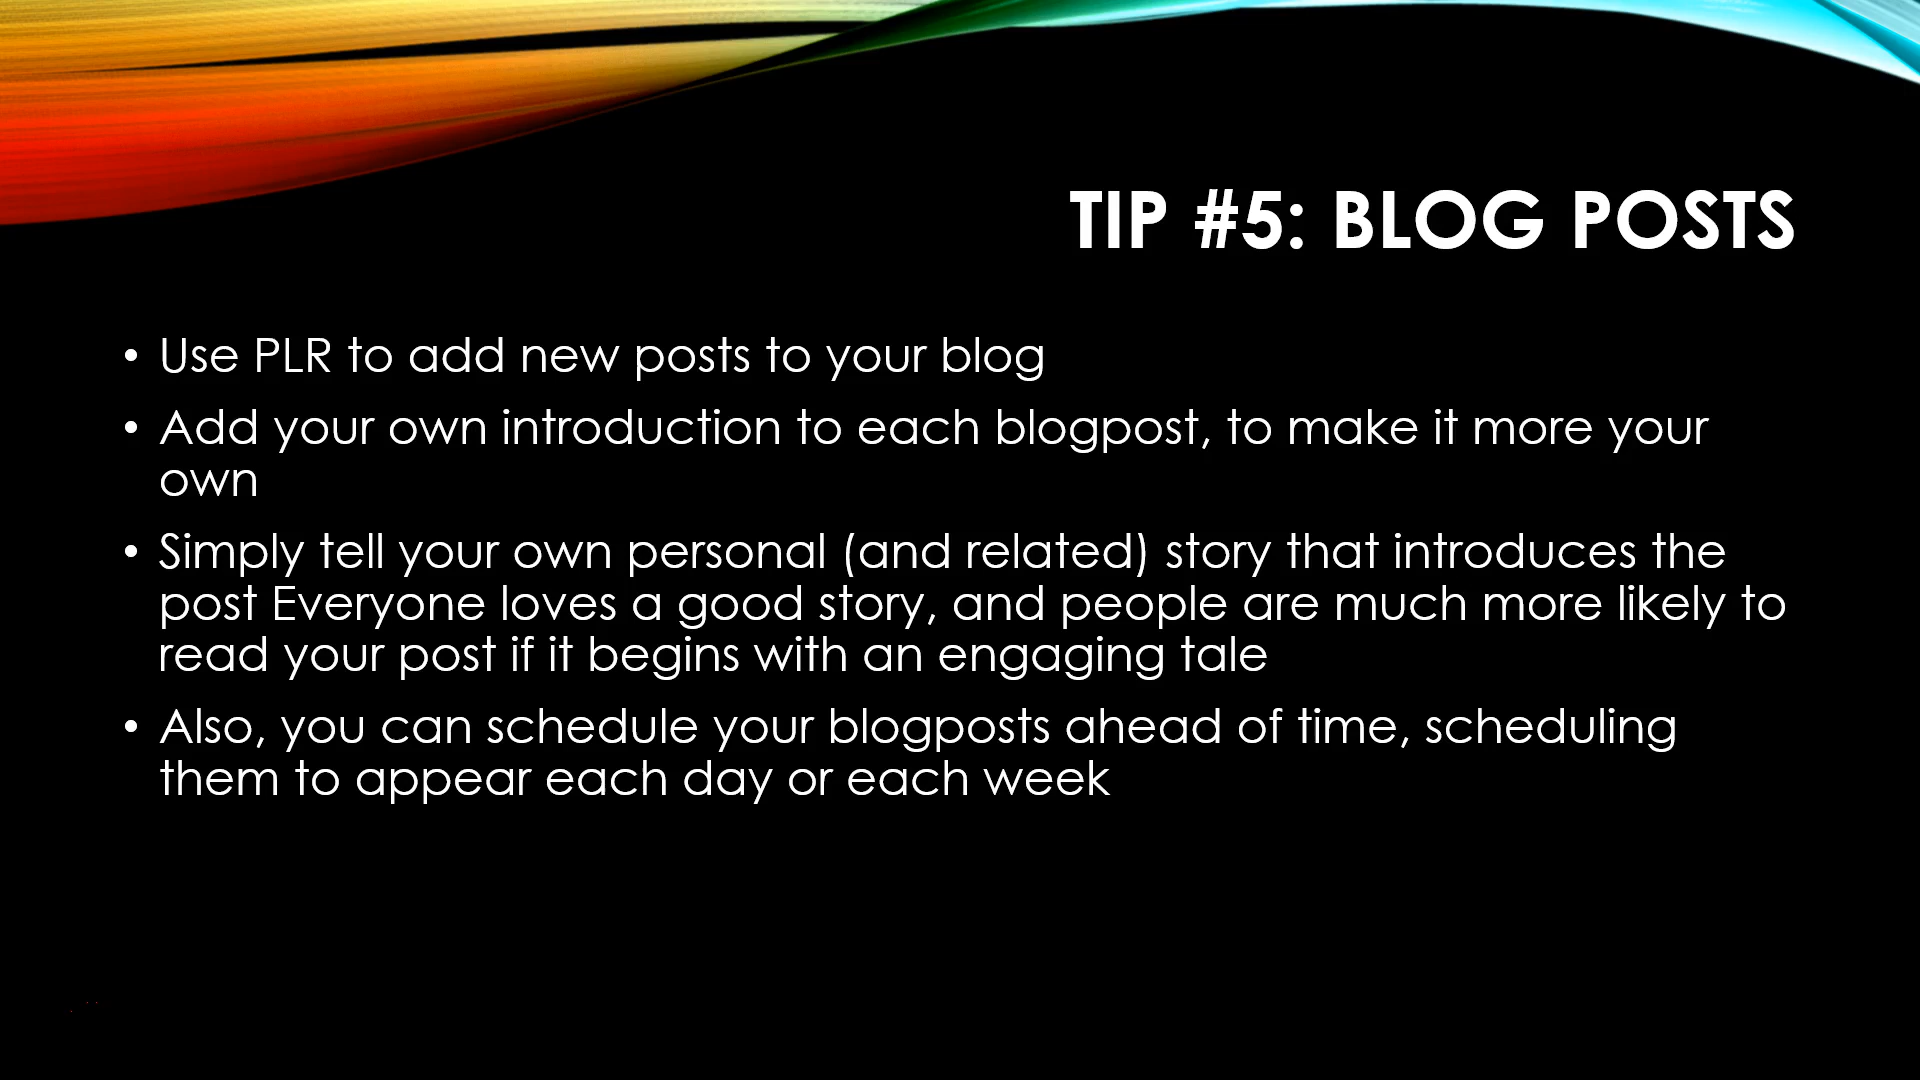 TIP #5: BLOG POSTS
• Use PLR to add new posts to your blog
• Add your own introduction to each blogpost, to make it more your
own
• Simply tell your own personal (and related) story that introduces the
post Everyone loves a good story, and people are much more likely to
read your post if it begins with an engaging tale
• Also, you can schedule your blogposts ahead of time, scheduling
them to appear each day or each week